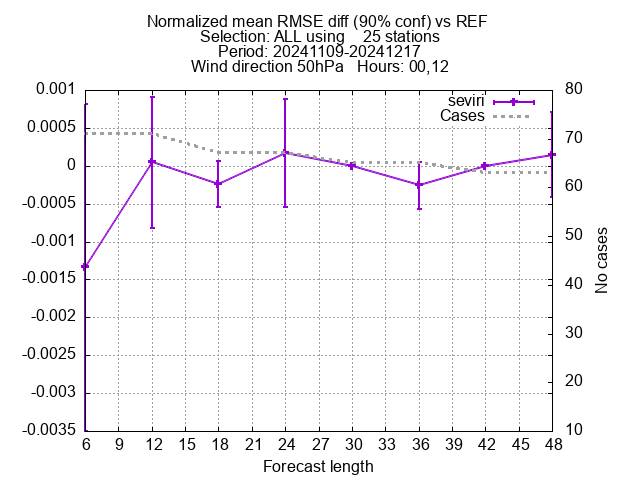 Normalized mean RMSE diff (90% conf) vs REF
Selection: ALL using    25 stations
Period: 20241109-20241217
Wind direction 50hPa   Hours: 00,12
seviri
Cases
0.001
0.0005
0
-0.0005
-0.001
-0.0015
-0.002
-0.0025
-0.003
-0.0035
80
70
60
50
40
30
20
10
No cases
6 9 12 15 18 21 24 27 30 33 36 39 42 45 48
Forecast length